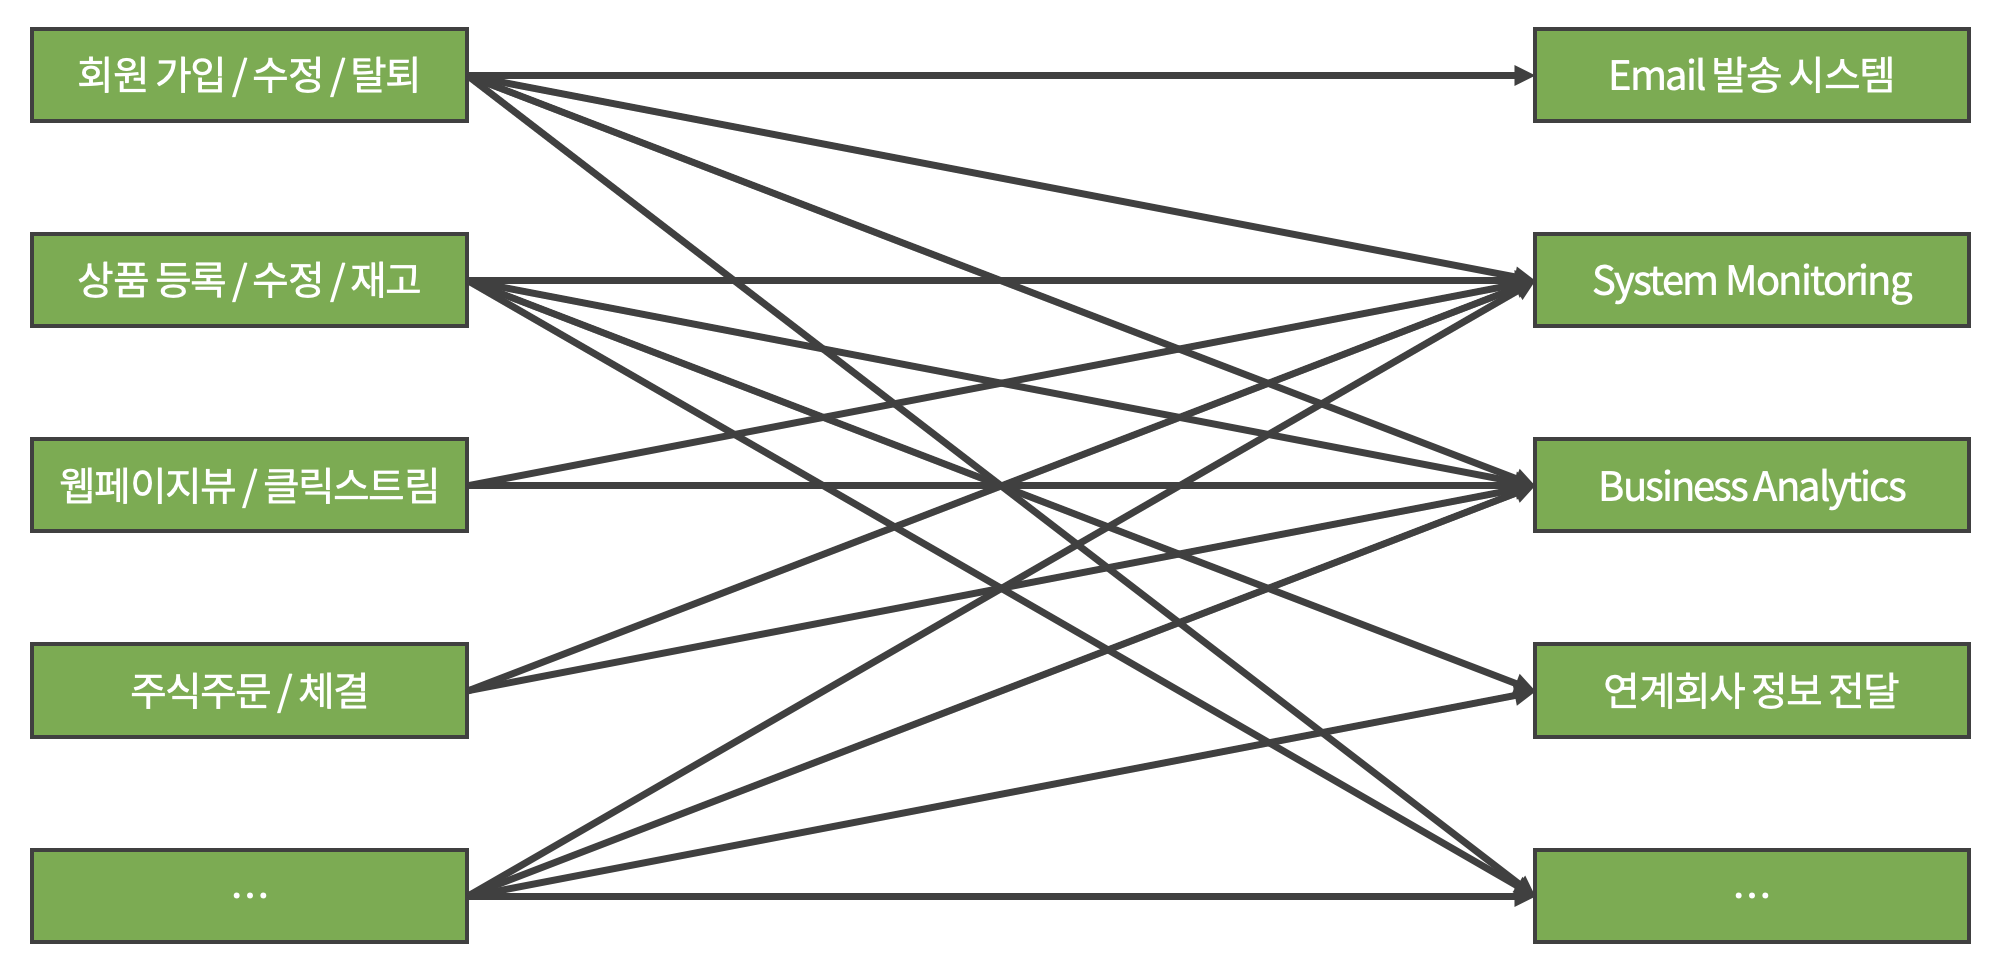 회원 가입 / 수정 / 탈퇴
Email 발송 시스템
상품 등록 / 수정 / 재고
System Monitoring
웹페이지뷰 / 클릭스트림
Business Analytics
주식주문 / 체결
연계회사 정보 전달
…
…